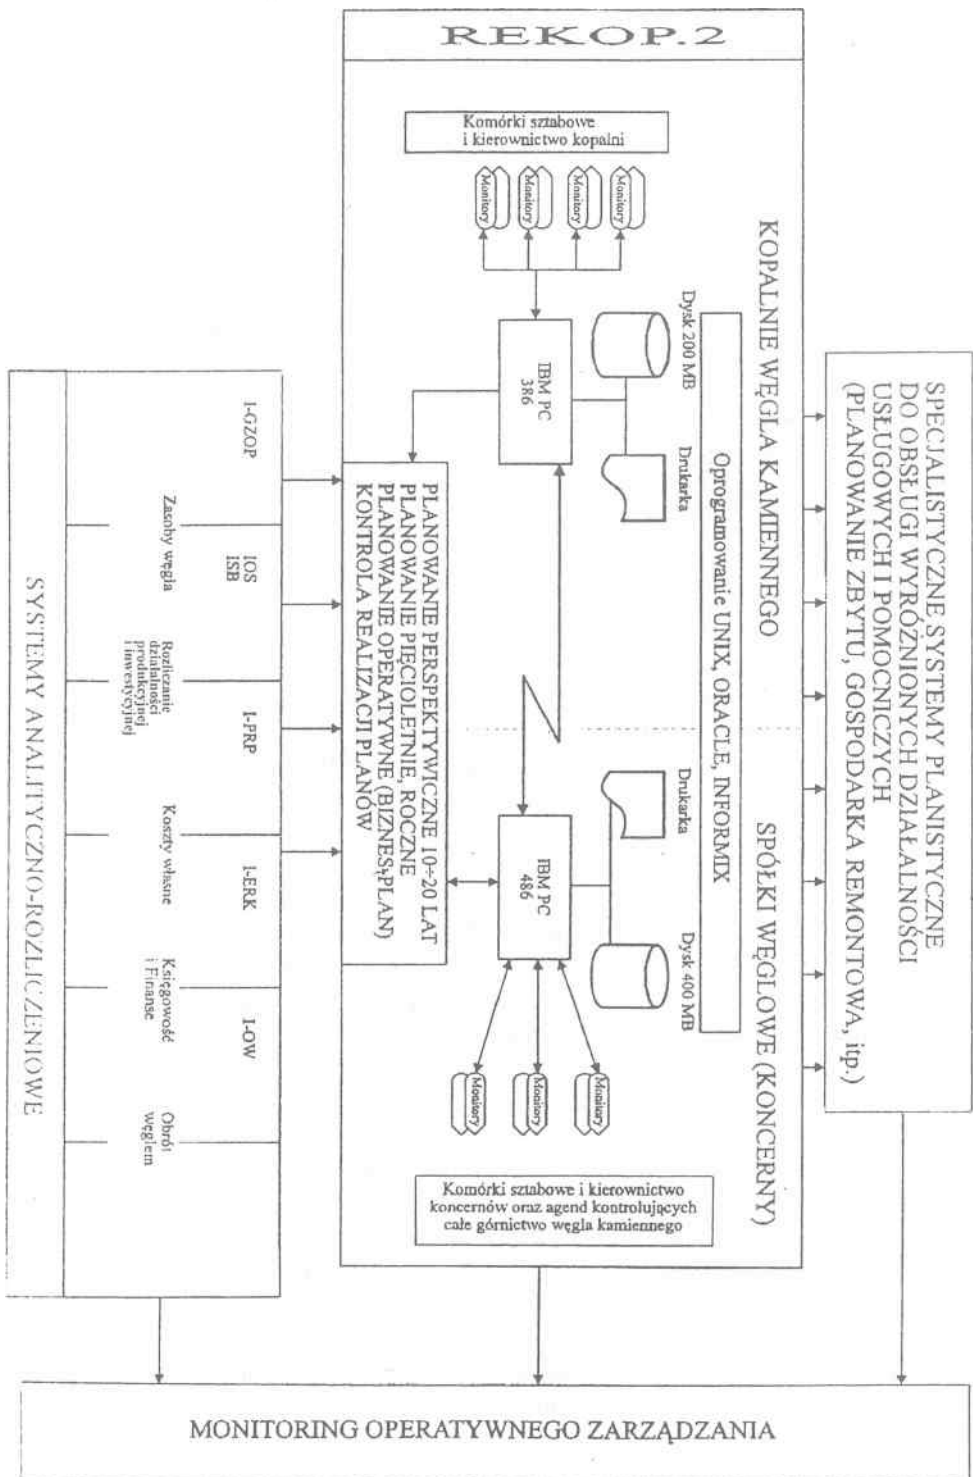 REKOP.2
Komórki sztabowe
i kierownictwo kopalni
Monitory
Monitory
Monitory
Monitory
KOPALNIE WĘGLA KAMIENNEGO
SPÓŁKI WĘGLOWE (KONCERNY)
Oprogramowanie UNIX, ORACLE, INFORMIX
Dysk 200 MB
Drukarka
Drukarka
Dysk 400 MB
IBM PC
386
IBM PC
486
Monitory
Monitory
Monitory
Komórki sztabowe i kierownictwo
koncernów oraz agend kontrolujących
całe górnictwo węgla kamiennego
PLANOWANIE PERSPEKTYWICZNE 10÷20 LAT
PLANOWANIE PIĘCIOLETNIE, ROCZNE
PLANOWANIE OPERATYWNE (BIZNES-PLAN)
KONTROLA REALIZACJI PLANÓW
SPECJALISTYCZNE SYSTEMY PLANISTYCZNE
DO OBSŁUGI WYRÓŻNIONYCH DZIAŁALNOŚCI
USŁUGOWYCH I POMOCNICZYCH
(PLANOWANIE ZBYTU, GOSPODARKA REMONTOWA, itp.)
I-GZOP
IOS
ISB
I-PRP
I-ERK
I-OW
Zasoby węgla
Rozliczanie
działalności
produkcyjnej
i inwestycyjnej
Koszty własne
Księgowość
i Finanse
Obrót
węglem
SYSTEMY ANALITYCZNO-ROZLICZENIOWE
MONITORING OPERATYWNEGO ZARZĄDZANIA